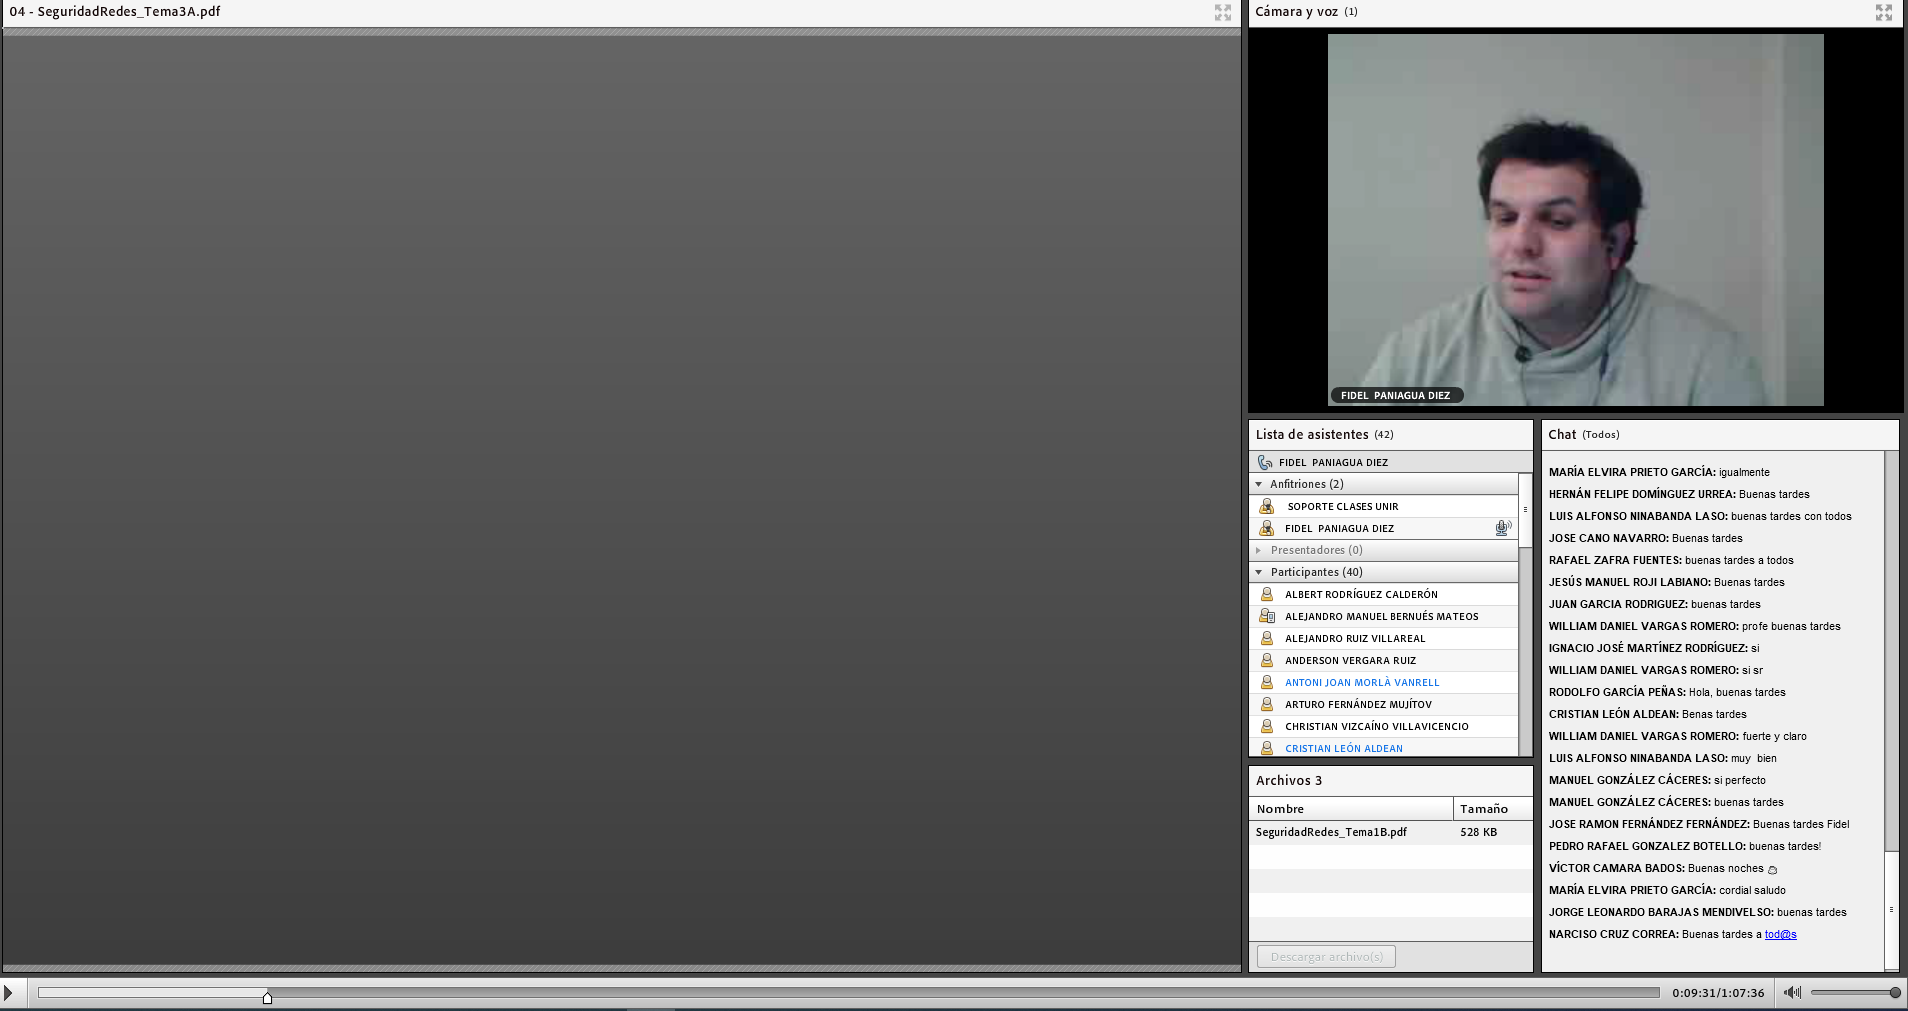 04 - SeguridadRedes_Tema3A.pdf
Cámara y voz (1)
FIDEL PANIAGUA DIEZ
Lista de asistentes (42)
FIDEL PANIAGUA DIEZ
Anfitriones (2)
SOPORTE CLASES UNIR
FIDEL PANIAGUA DIEZ
Presentadores (0)
Participantes (40)
ALBERT RODRÍGUEZ CALDERÓN
ALEJANDRO MANUEL BERNUÉS MATEOS
ALEJANDRO RUIZ VILLAREAL
ANDERSON VERGARA RUIZ
ANTONI JOAN MORLÀ VANRELL
ARTURO FERNÁNDEZ MUJÍTOV
CHRISTIAN VIZCAÍNO VILLAVICENCIO
CRISTIAN LEÓN ALDEAN
Archivos 3
Nombre Tamaño
SeguridadRedes_Tema1B.pdf 528 KB
Descargar archivo(s)
Chat (Todos)
MARÍA ELVIRA PRIETO GARCÍA: igualmente
HERNÁN FELIPE DOMÍNGUEZ URREA: Buenas tardes
LUIS ALFONSO NINABANDA LASO: buenas tardes con todos
JOSE CANO NAVARRO: Buenas tardes
RAFAEL ZAFRA FUENTES: buenas tardes a todos
JESÚS MANUEL ROJI LABIANO: Buenas tardes
JUAN GARCIA RODRIGUEZ: buenas tardes
WILLIAM DANIEL VARGAS ROMERO: profe buenas tardes
IGNACIO JOSÉ MARTÍNEZ RODRÍGUEZ: si
WILLIAM DANIEL VARGAS ROMERO: si sr
RODOLFO GARCÍA PEÑAS: Hola, buenas tardes
CRISTIAN LEÓN ALDEAN: Benas tardes
WILLIAM DANIEL VARGAS ROMERO: fuerte y claro
LUIS ALFONSO NINABANDA LASO: muy bien
MANUEL GONZÁLEZ CÁCERES: si perfecto
MANUEL GONZÁLEZ CÁCERES: buenas tardes
JOSE RAMON FERNÁNDEZ FERNÁNDEZ: Buenas tardes Fidel
PEDRO RAFAEL GONZALEZ BOTELLO: buenas tardes!
VÍCTOR CAMARA BADOS: Buenas noches
MARÍA ELVIRA PRIETO GARCÍA: cordial saludo
JORGE LEONARDO BARAJAS MENDIVELSO: buenas tardes
NARCISO CRUZ CORREA: Buenas tardes a tod@s
0:09:31/1:07:36